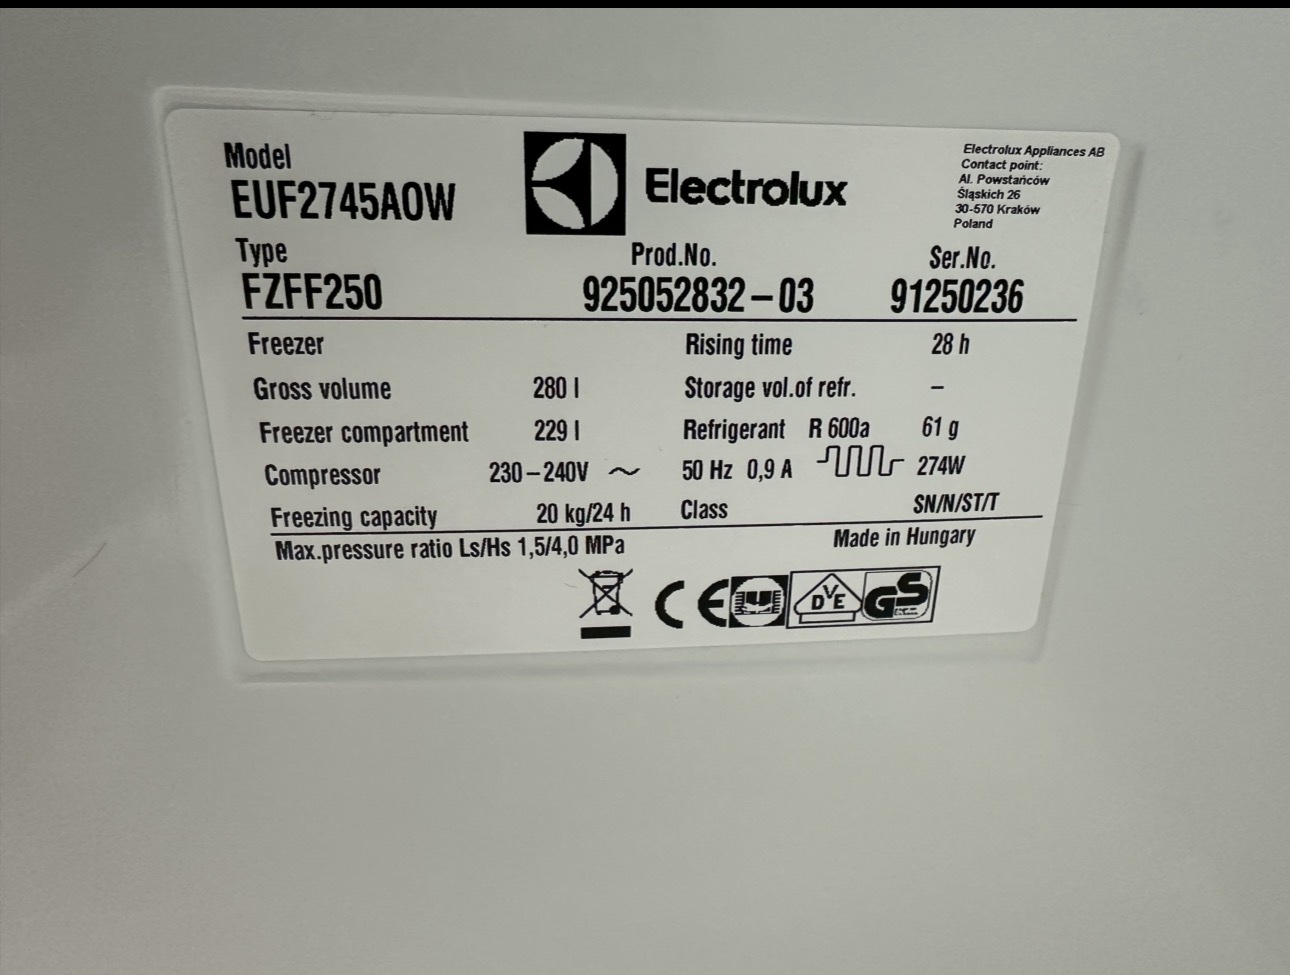 Model
EUF2745AOW
Electrolux
Electrolux Appliances AB
Contact point:
Al. Powstańców
Śląskich 26
30-570 Kraków
Poland
Type
FZFF250
Prod.No.
925052832-03
Ser.No.
91250236
Freezer
Rising time 28 h
Gross volume 280 l
Storage vol.of refr. –
Freezer compartment 229 l
Refrigerant R 600a 61 g
Compressor 230-240V ~
50 Hz 0,9 A 274W
Freezing capacity 20 kg/24 h
Class SN/N/ST/T
Max.pressure ratio Ls/Hs 1,5/4,0 MPa
Made in Hungary
CE
DVE
GS